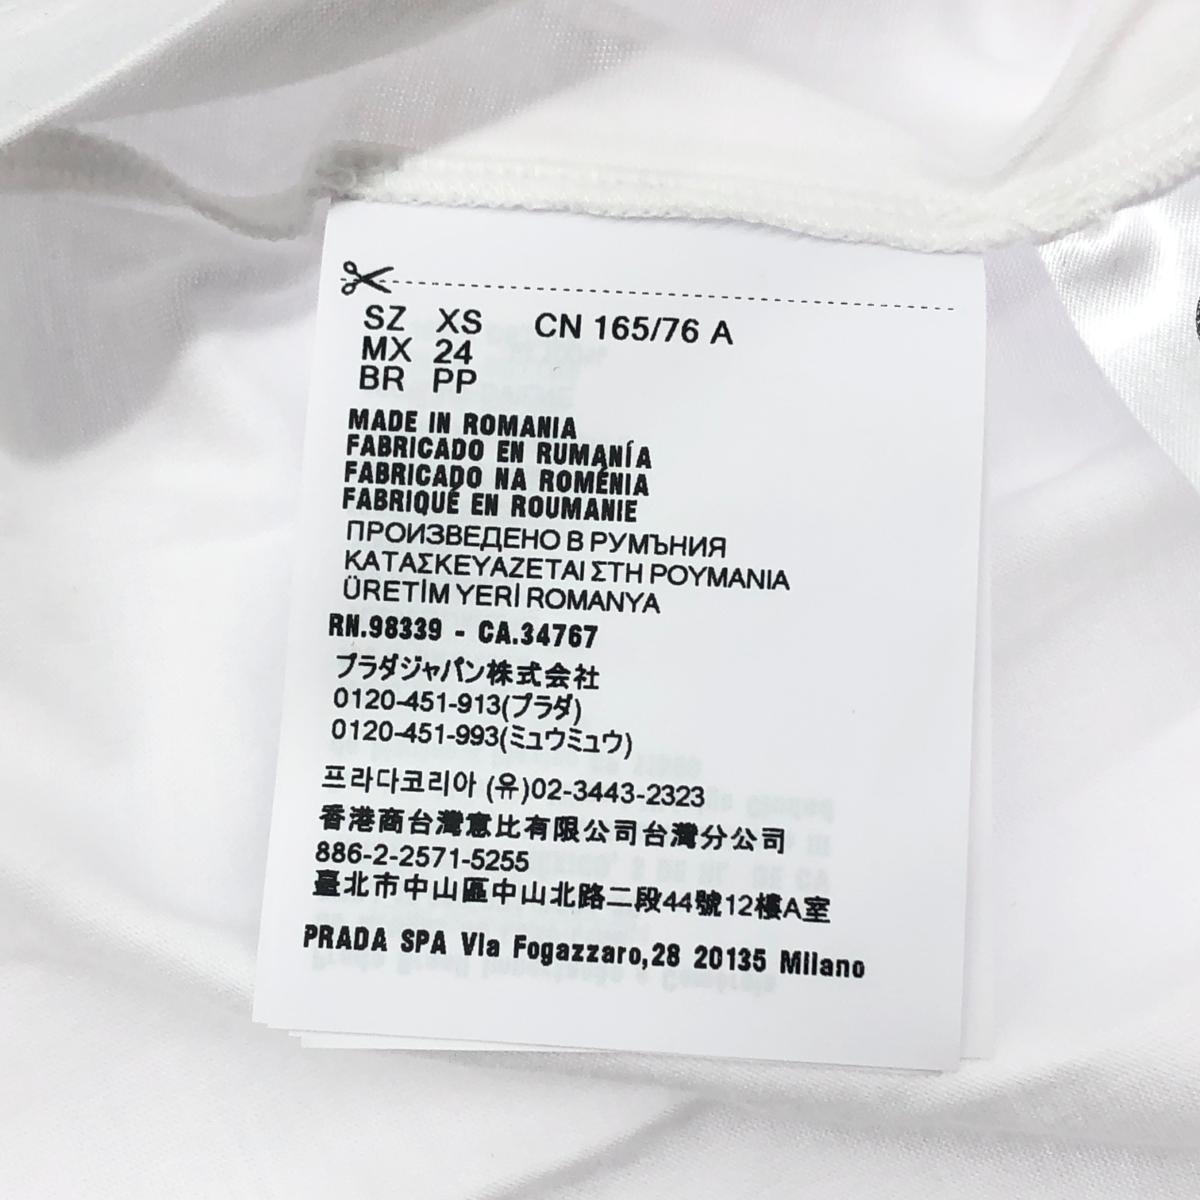 SZ XS CN 165/76 A
MX 24
BR PP
MADE IN ROMANIA
FABRICADO EN RUMANÍA
FABRICADO NA ROMÉNIA
FABRIQUÉ EN ROUMANIE
ПРОИЗВЕДЕНО В РУМЪНИЯ
ΚΑΤΑΣΚΕΥΑΖΕΤΑΙ ΣΤΗ ΡΟΥΜΑΝΙΑ
ÜRETİM YERİ ROMANYA
RN.98339 - CA.34767
プラダジャパン株式会社
0120-451-913(プラダ)
0120-451-993(ミュウミュウ)
프라다코리아 (유)02-3443-2323
香港商台灣恵比有限公司台灣分公司
886-2-2571-5255
臺北市中山區中山北路二段44號12樓A室
PRADA SPA Via Fogazzaro,28 20135 Milano